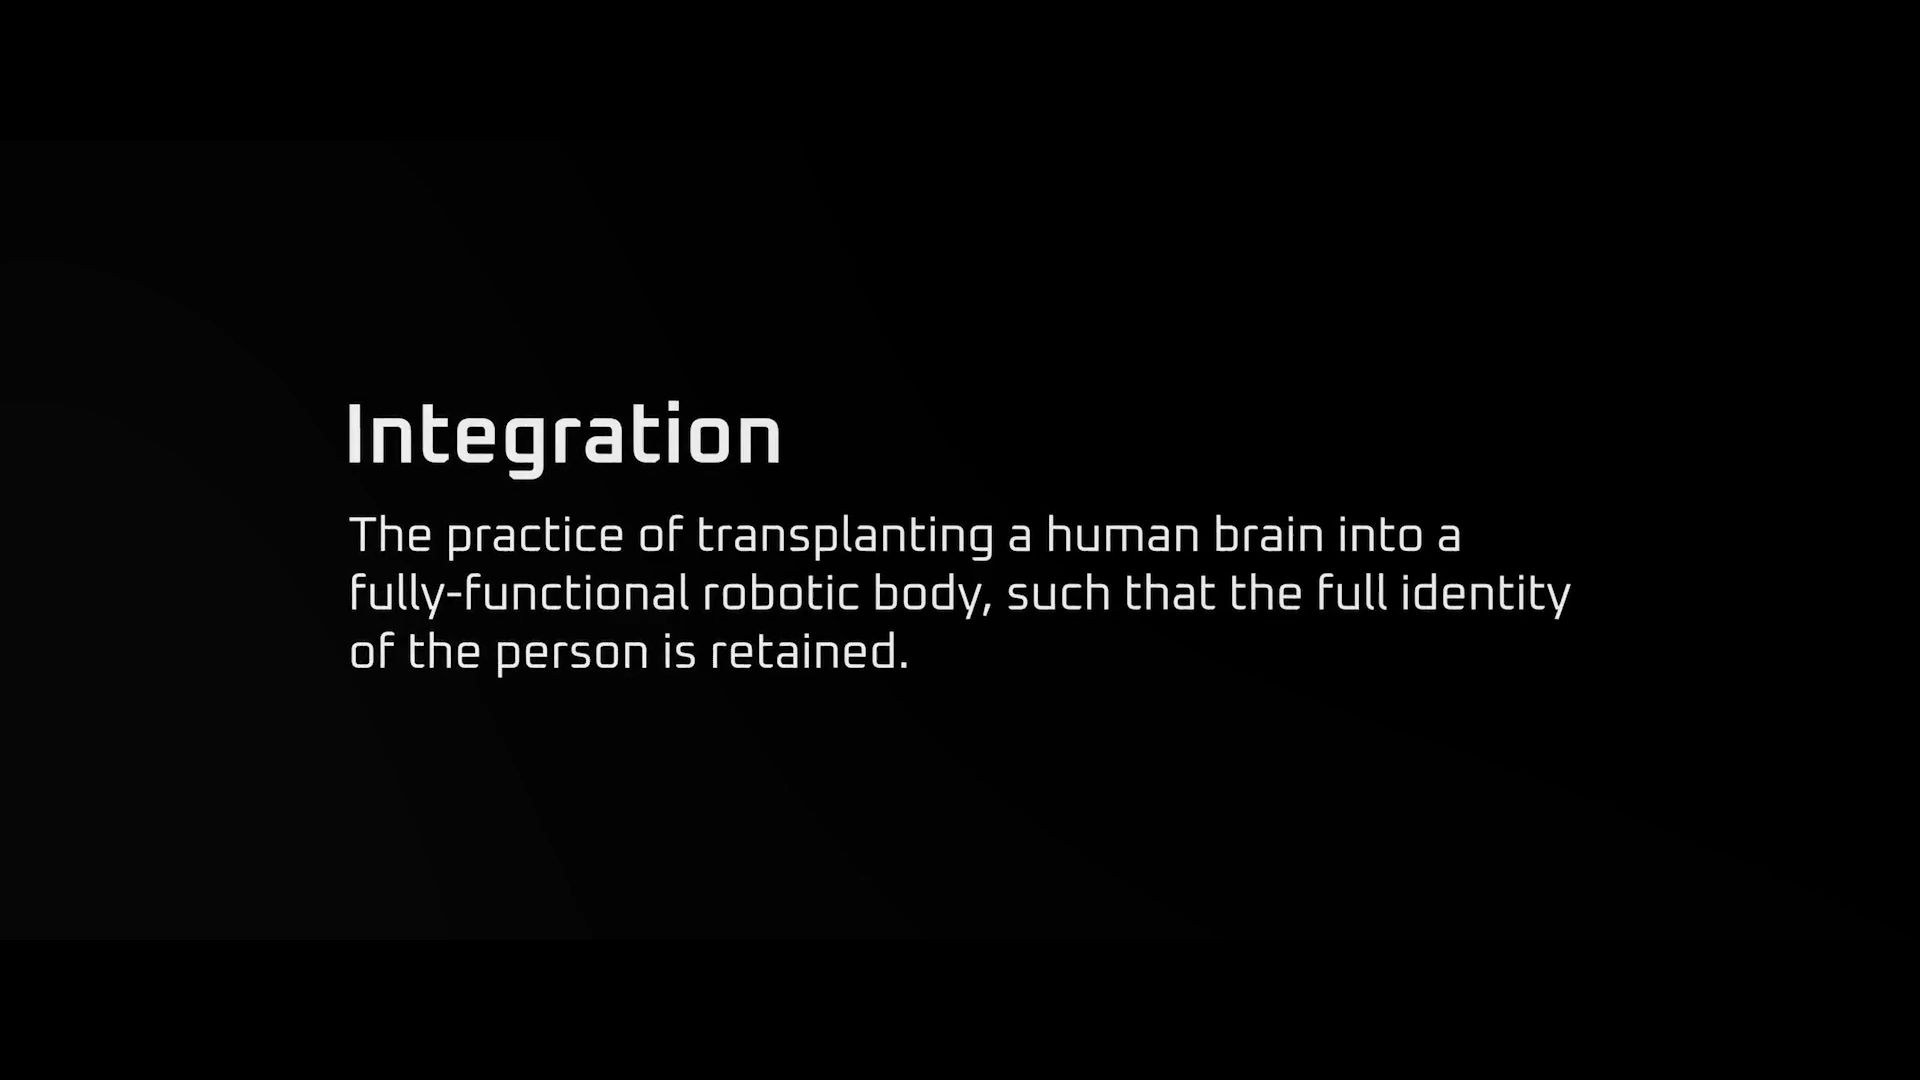 Integration
The practice of transplanting a human brain into a
fully-functional robotic body, such that the full identity
of the person is retained.